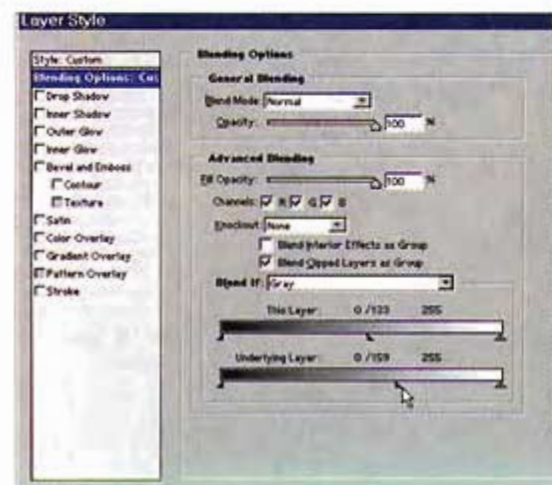 Layer Style
Style: Custom
Blending Options: Cus
Drop Shadow
Inner Shadow
Outer Glow
Inner Glow
Bevel and Emboss
Contour
Texture
Satin
Color Overlay
Gradient Overlay
Pattern Overlay
Stroke
Blending Options
General Blending
Blend Mode: Normal
Opacity: 100 %
Advanced Blending
Fill Opacity: 100 %
Channels: R G B
Knockout: None
Blend Interior Effects as Group
Blend Clipped Layers as Group
Blend If: Gray
This Layer: 0 /133 255
Underlying Layer: 0 /159 255